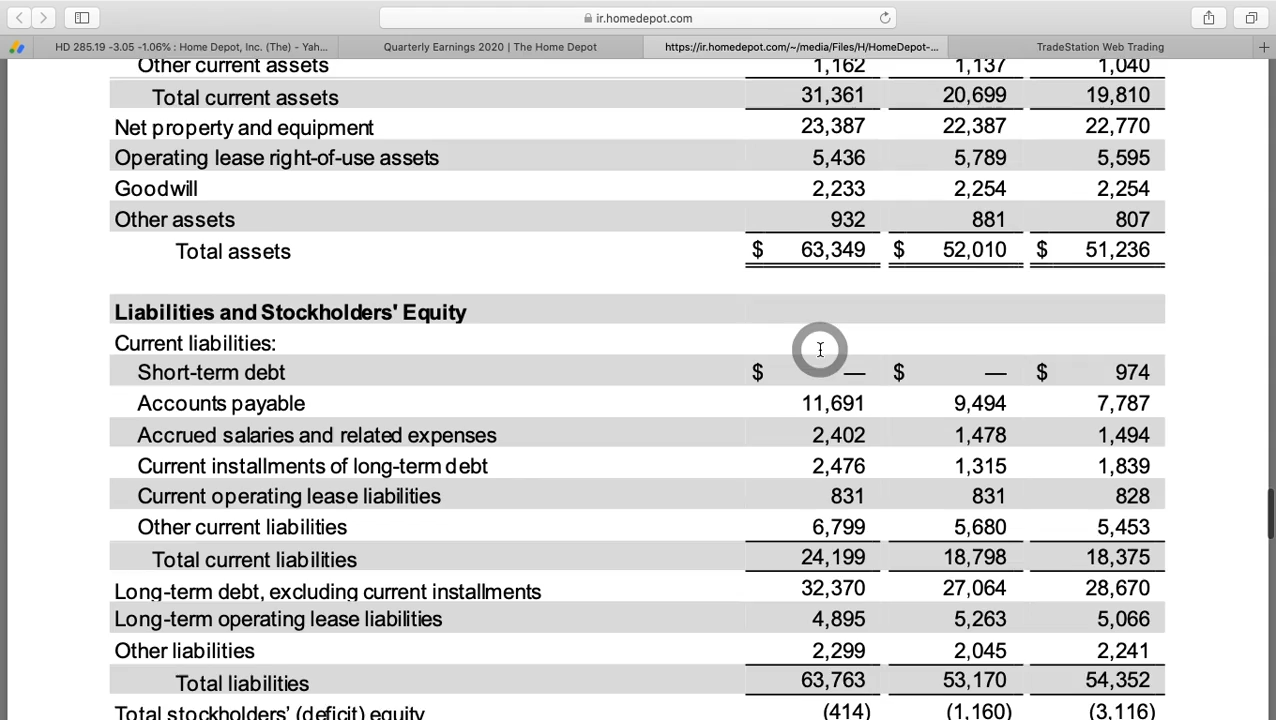 ir.homedepot.com
HD 285.19 -3.05 -1.06% : Home Depot, Inc. (The) - Yah...
Quarterly Earnings 2020 | The Home Depot
https://ir.homedepot.com/~/media/Files/H/HomeDepot-...
TradeStation Web Trading
Other current assets 1,162 1,137 1,040
Total current assets 31,361 20,699 19,810
Net property and equipment 23,387 22,387 22,770
Operating lease right-of-use assets 5,436 5,789 5,595
Goodwill 2,233 2,254 2,254
Other assets 932 881 807
Total assets $ 63,349 $ 52,010 $ 51,236
Liabilities and Stockholders' Equity
Current liabilities:
Short-term debt $ — $ — $ 974
Accounts payable 11,691 9,494 7,787
Accrued salaries and related expenses 2,402 1,478 1,494
Current installments of long-term debt 2,476 1,315 1,839
Current operating lease liabilities 831 831 828
Other current liabilities 6,799 5,680 5,453
Total current liabilities 24,199 18,798 18,375
Long-term debt, excluding current installments 32,370 27,064 28,670
Long-term operating lease liabilities 4,895 5,263 5,066
Other liabilities 2,299 2,045 2,241
Total liabilities 63,763 53,170 54,352
Total stockholders' (deficit) equity (414) (1,160) (3,116)